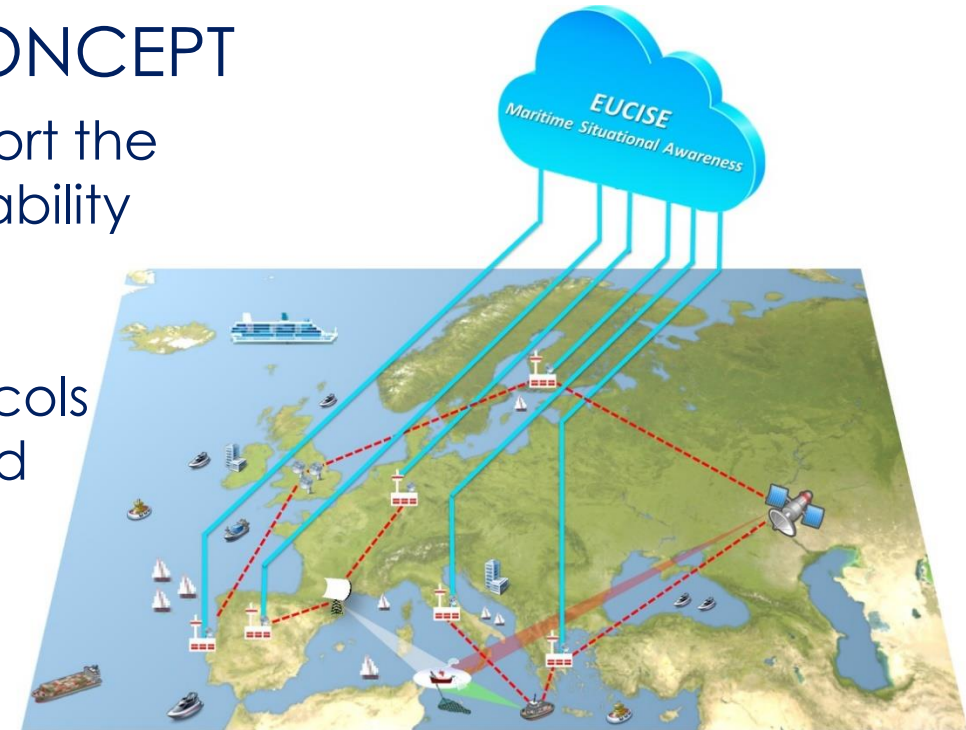 ONCEPT
ort the
ability
cols
d
EUCISE
Maritime Situational Awareness